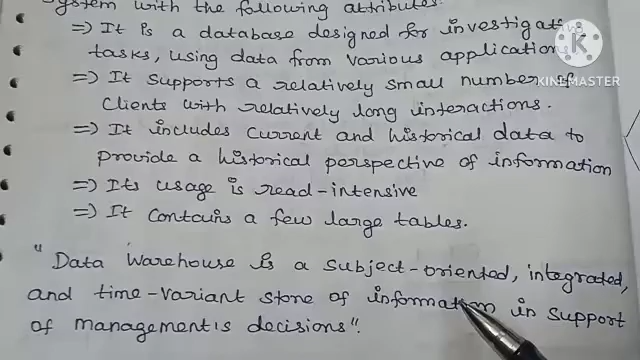 System with the following attributes:
⇒ It is a database designed for investigative
tasks, using data from various applications
⇒ It supports a relatively small number of
clients with relatively long interactions.
⇒ It includes current and historical data to
provide a historical perspective of information
⇒ Its usage is read-intensive
⇒ It contains a few large tables.
"Data Warehouse is a subject-oriented, integrated,
and time-variant store of information in support
of management's decisions".
KINEMASTER